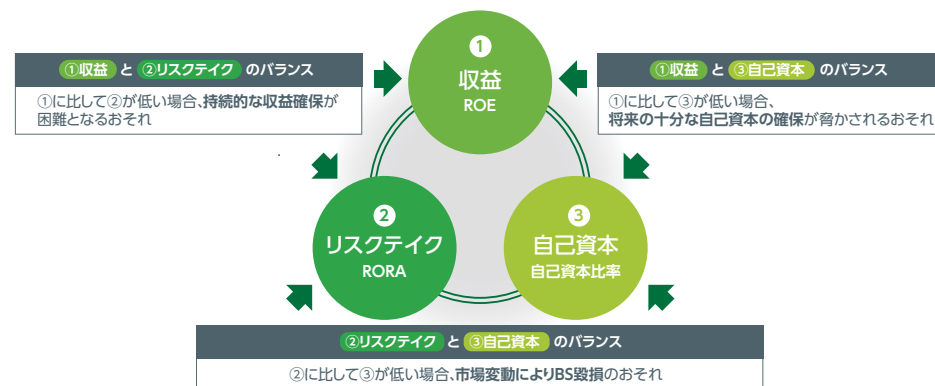 ①
収益
ROE
①収益 と ②リスクテイク のバランス
①に比して②が低い場合、持続的な収益確保が
困難となるおそれ
①収益 と ③自己資本 のバランス
①に比して③が低い場合、
将来の十分な自己資本の確保が脅かされるおそれ
②
リスクテイク
RORA
③
自己資本
自己資本比率
②リスクテイク と ③自己資本 のバランス
②に比して③が低い場合、市場変動によりBS毀損のおそれ